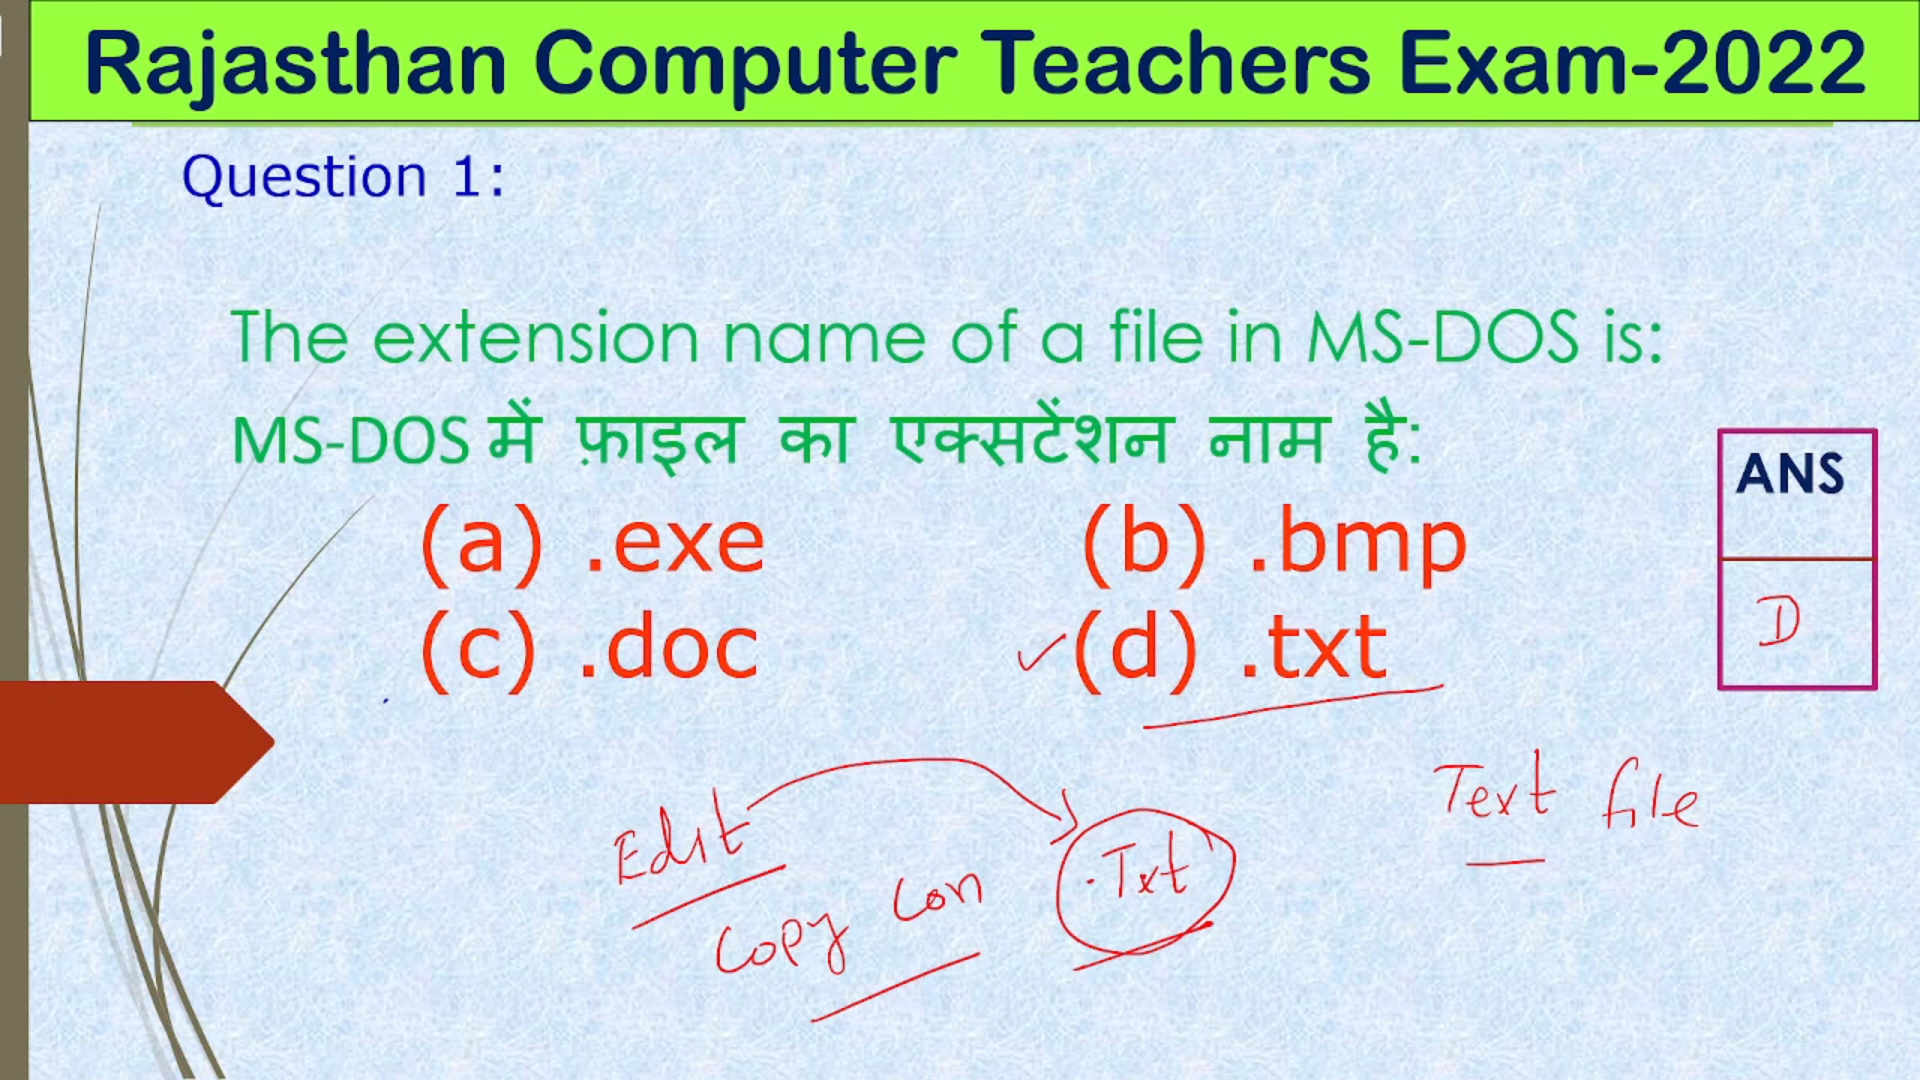 Rajasthan Computer Teachers Exam-2022
Question 1:
The extension name of a file in MS-DOS is:
MS-DOS में फ़ाइल का एक्सटेंशन नाम है:
(a) .exe (b) .bmp
(c) .doc (d) .txt
ANS
D
Text file
Edit .Txt
Copy Con